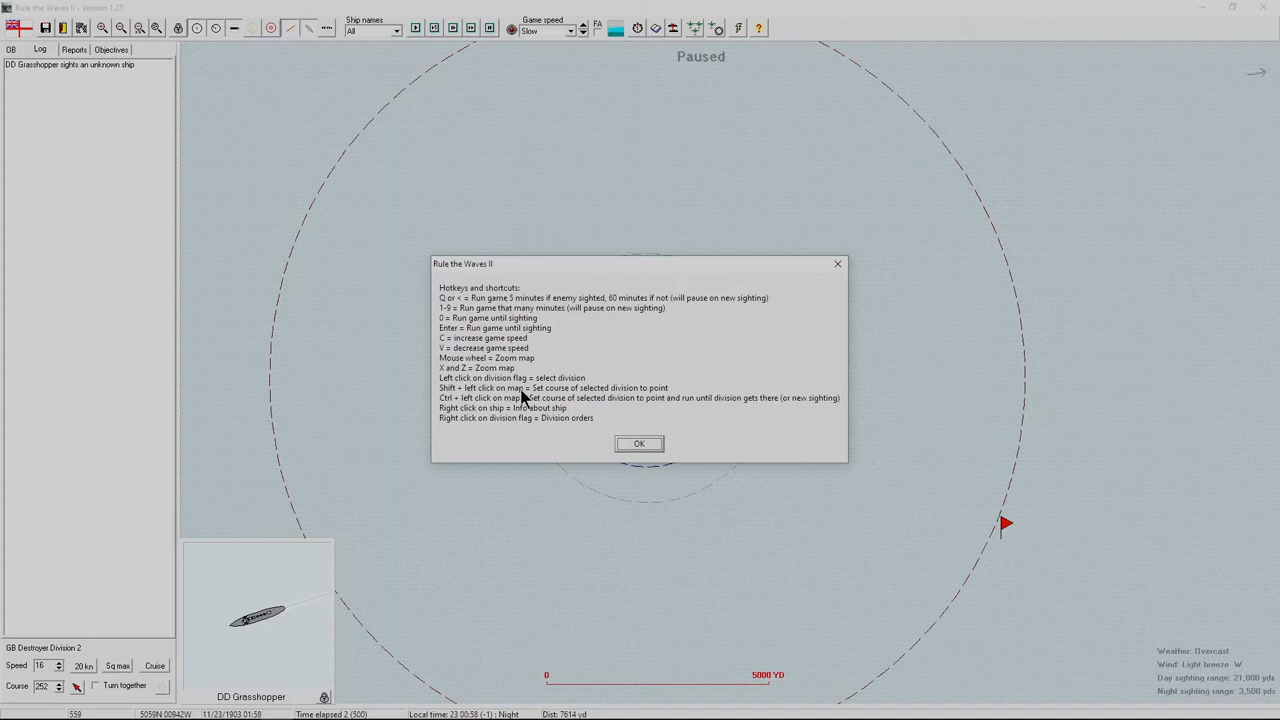 Rule the Waves II - Version 1.23
Ship names
All
Game speed
Slow
FA
OB
Log
Reports
Objectives
DD Grasshopper sights an unknown ship
Paused
Rule the Waves II
Hotkeys and shortcuts:
Q or < = Run game 5 minutes if enemy sighted, 60 minutes if not (will pause on new sighting)
1-9 = Run game that many minutes (will pause on new sighting)
0 = Run game until sighting
Enter = Run game until sighting
C = increase game speed
V = decrease game speed
Mouse wheel = Zoom map
X and Z = Zoom map
Left click on division flag = select division
Shift + left click on map = Set course of selected division to point
Ctrl + left click on map = Set course of selected division to point and run until division gets there (or new sighting)
Right click on ship = Info about ship
Right click on division flag = Division orders
OK
GB Destroyer Division 2
Speed
16
20 kn
Sq max
Cruise
Course
252
Turn together
DD Grasshopper
0
5000 YD
Weather: Overcast
Wind: Light breeze W
Day sighting range: 21,000 yds
Night sighting range: 3,500 yds
559
5059N 00942W
11/23/1903 01:58
Time elapsed 2 (500)
Local time: 23 00:58 (-1) : Night
Dist: 7614 yd